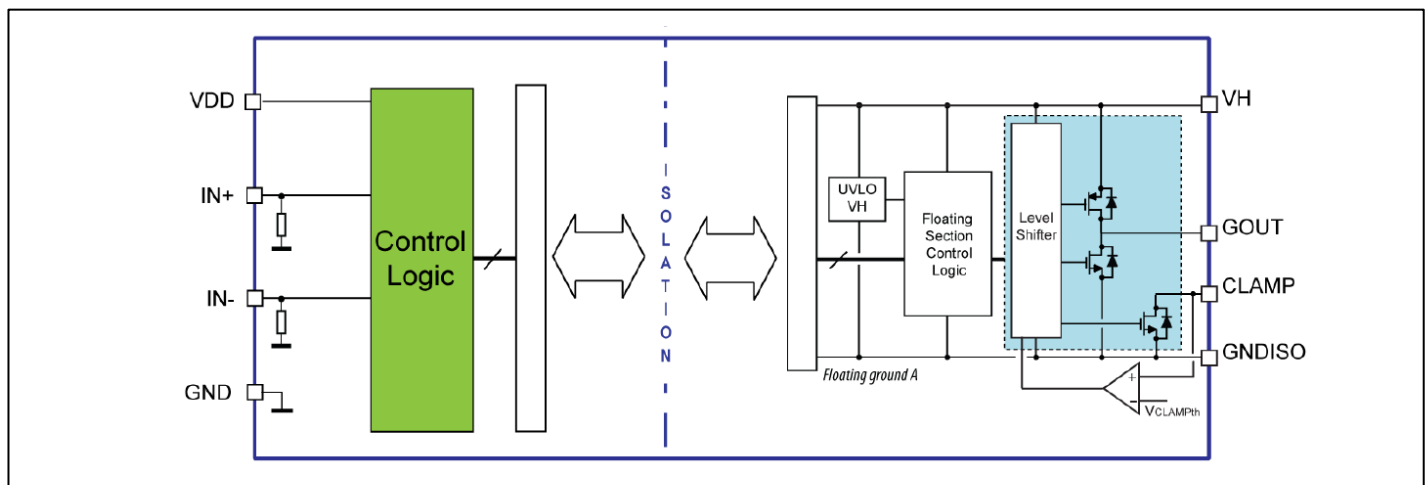 VDD
IN+
IN-
GND
Control
Logic
ISOLATION
UVLO
VH
Floating
Section
Control
Logic
Level
Shifter
VH
GOUT
CLAMP
GNDISO
Floating ground A
+
-
VCLAMPth